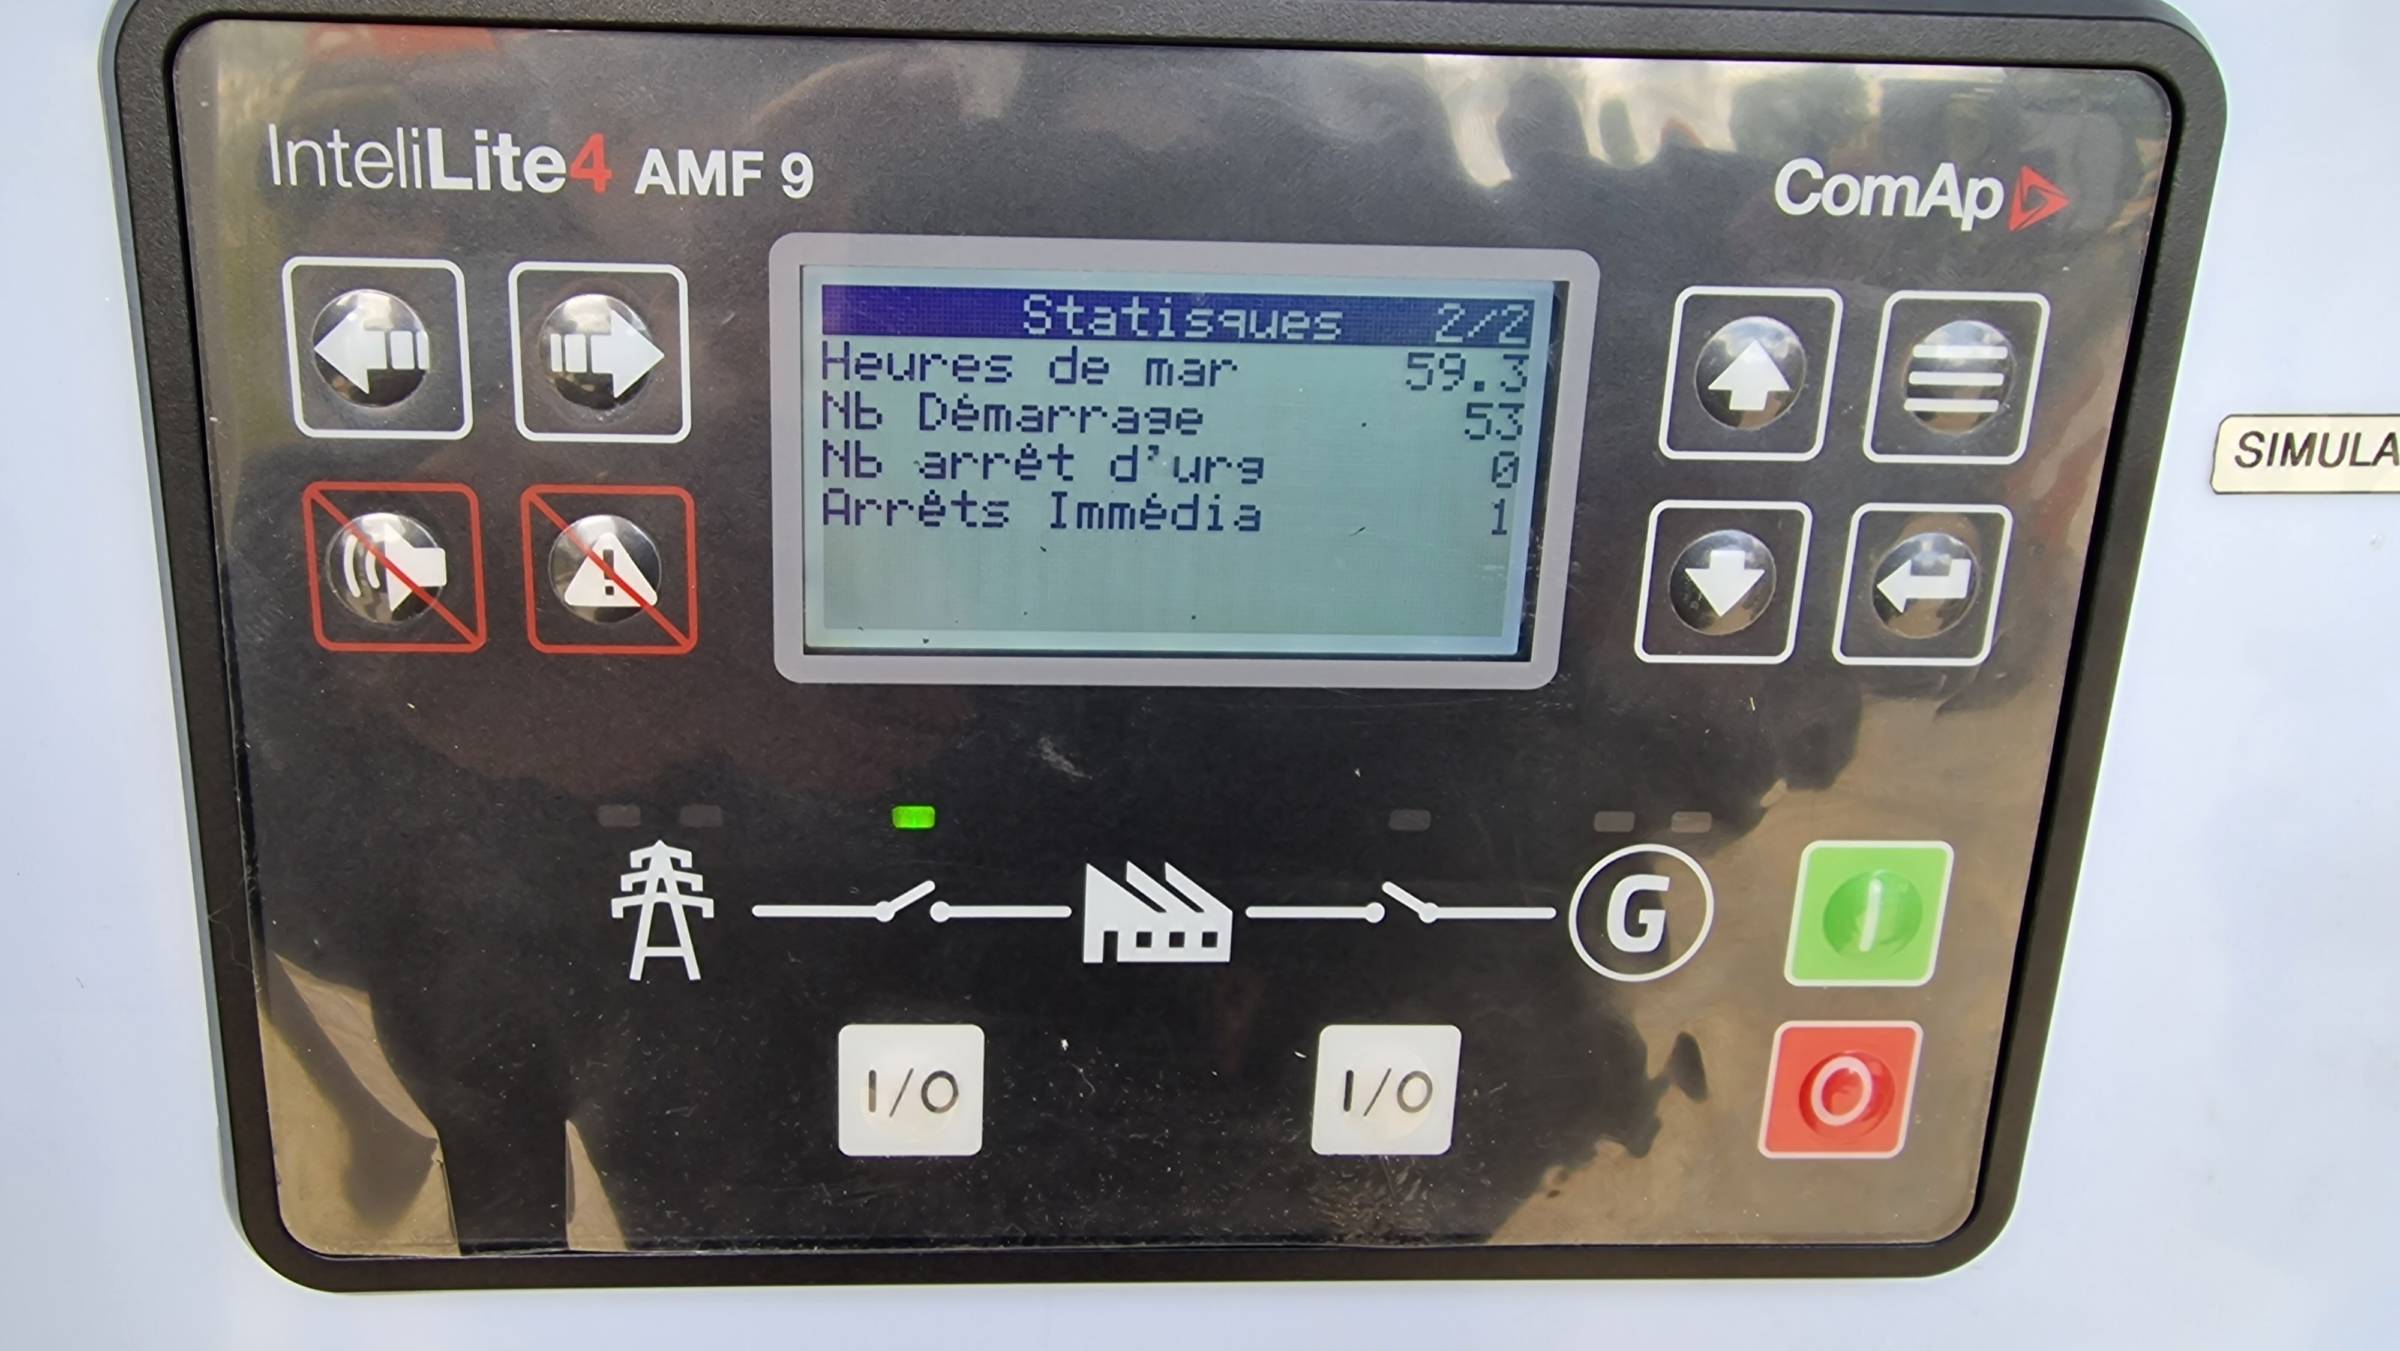 InteliLite4 AMF 9
ComAp
Statisques 2/2
Heures de mar 59.3
Nb Démarrage 53
Nb arrêt d'urg 0
Arrêts Immédia 1
SIMULA
G
I
I/O
I/O
O